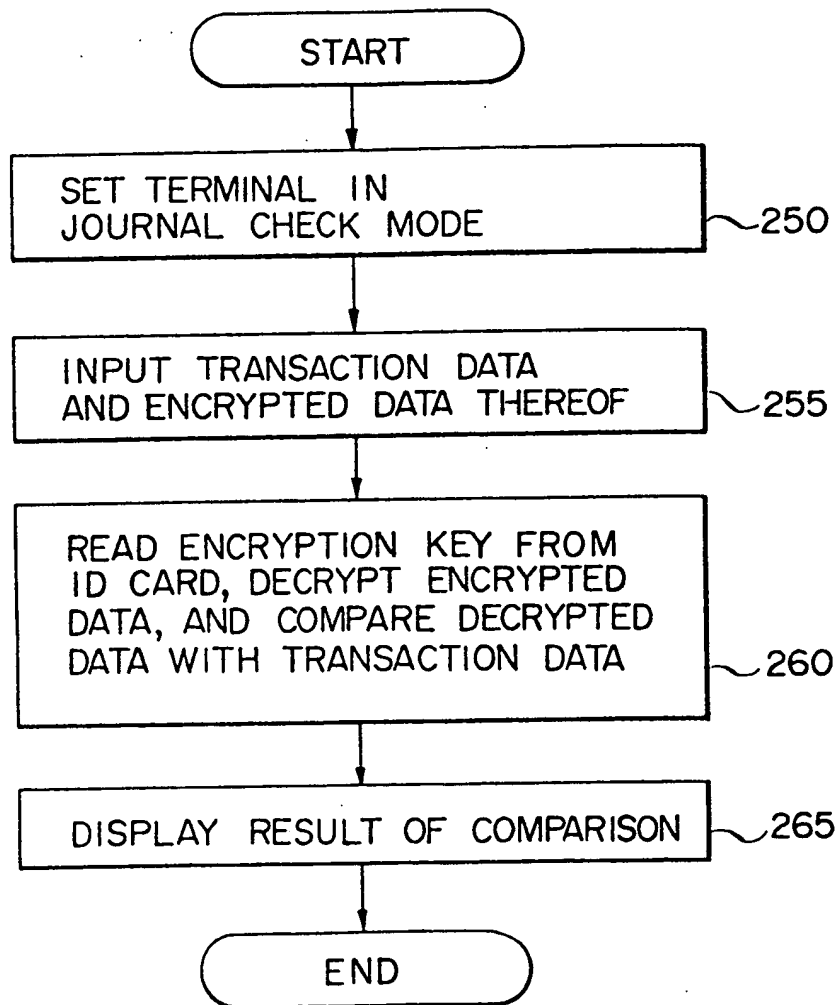 START
SET TERMINAL IN
JOURNAL CHECK MODE
250
INPUT TRANSACTION DATA
AND ENCRYPTED DATA THEREOF
255
READ ENCRYPTION KEY FROM
ID CARD, DECRYPT ENCRYPTED
DATA, AND COMPARE DECRYPTED
DATA WITH TRANSACTION DATA
260
DISPLAY RESULT OF COMPARISON
265
END